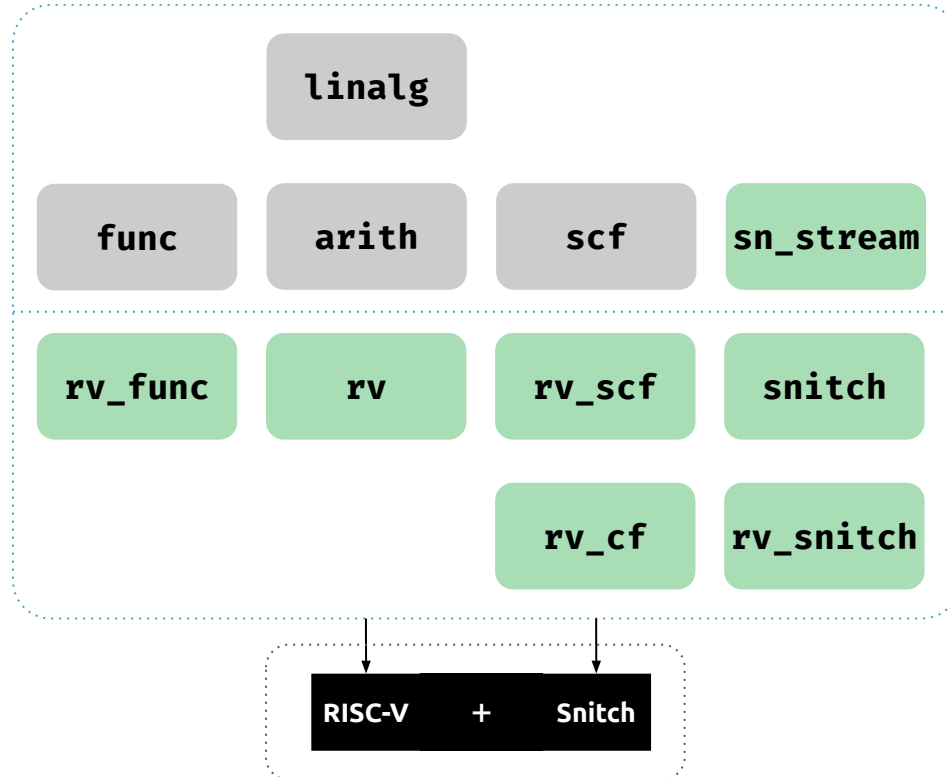 linalg
func arith scf sn_stream
rv_func rv rv_scf snitch
rv_cf rv_snitch
RISC-V + Snitch